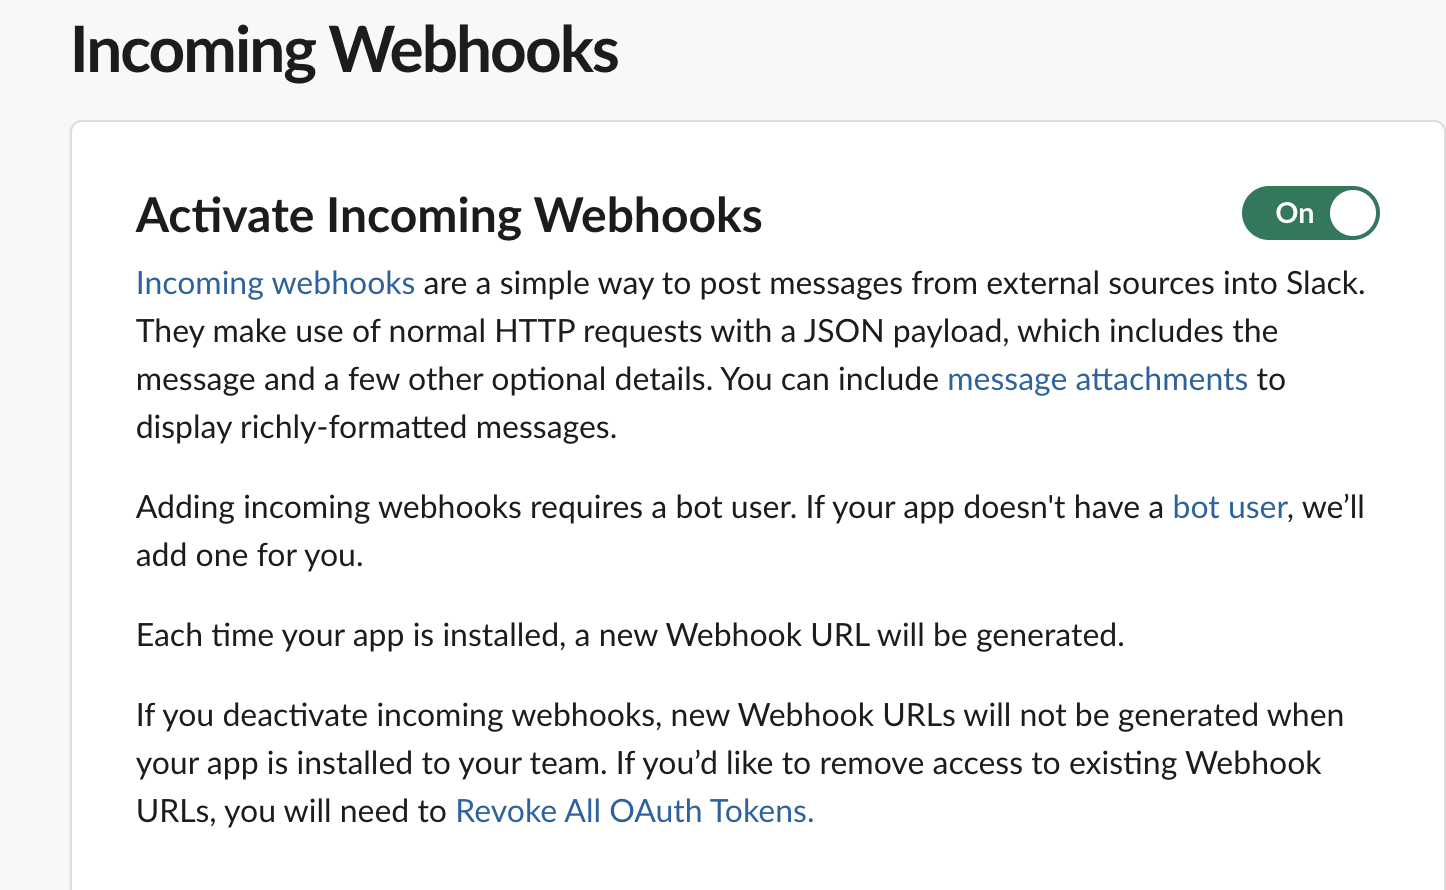 Incoming Webhooks
Activate Incoming Webhooks
On
Incoming webhooks are a simple way to post messages from external sources into Slack.
They make use of normal HTTP requests with a JSON payload, which includes the
message and a few other optional details. You can include message attachments to
display richly-formatted messages.
Adding incoming webhooks requires a bot user. If your app doesn't have a bot user, we’ll
add one for you.
Each time your app is installed, a new Webhook URL will be generated.
If you deactivate incoming webhooks, new Webhook URLs will not be generated when
your app is installed to your team. If you’d like to remove access to existing Webhook
URLs, you will need to Revoke All OAuth Tokens.